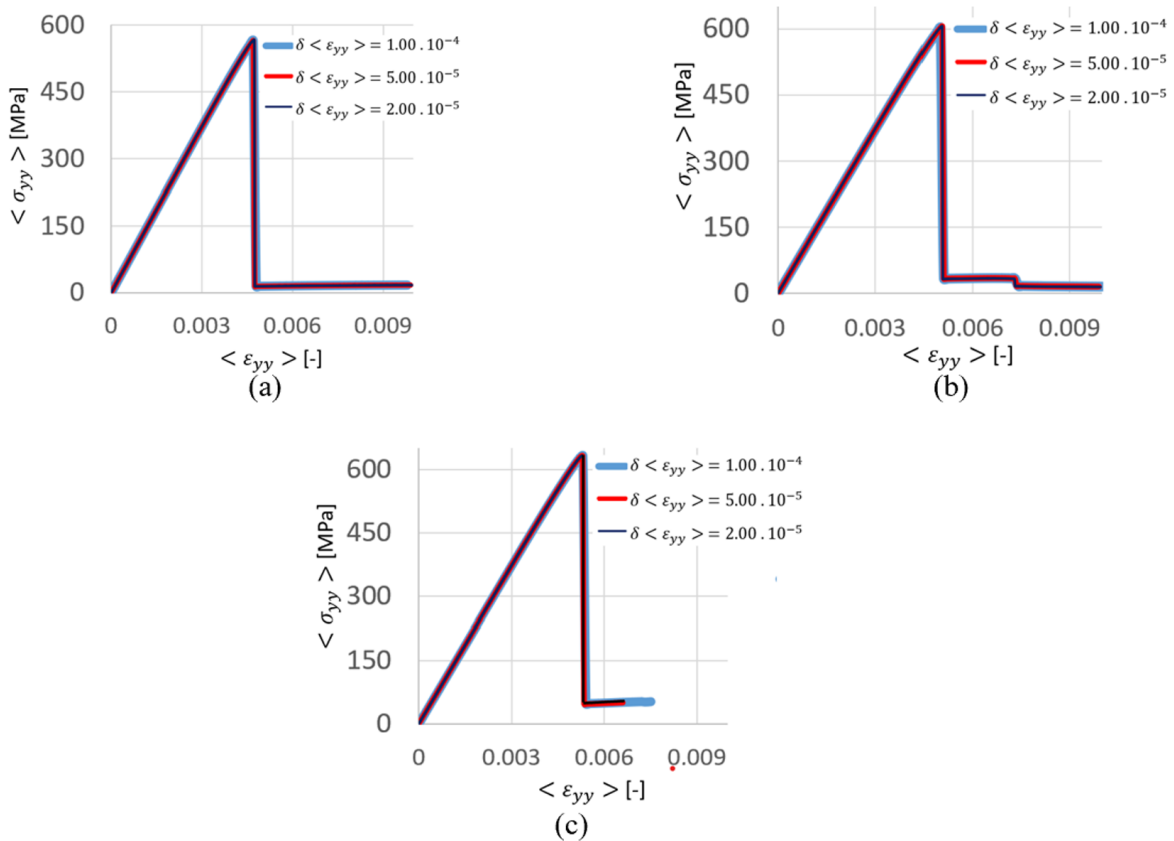 600
450
300
150
0
< σyy > [MPa]
δ < εyy > = 1.00 . 10⁻⁴
δ < εyy > = 5.00 . 10⁻⁵
δ < εyy > = 2.00 . 10⁻⁵
0 0.003 0.006 0.009
< εyy > [-]
(a)
600
450
300
150
0
< σyy > [MPa]
δ < εyy > = 1.00 . 10⁻⁴
δ < εyy > = 5.00 . 10⁻⁵
δ < εyy > = 2.00 . 10⁻⁵
0 0.003 0.006 0.009
< εyy > [-]
(b)
600
450
300
150
0
< σyy > [MPa]
δ < εyy > = 1.00 . 10⁻⁴
δ < εyy > = 5.00 . 10⁻⁵
δ < εyy > = 2.00 . 10⁻⁵
0 0.003 0.006 0.009
< εyy > [-]
(c)